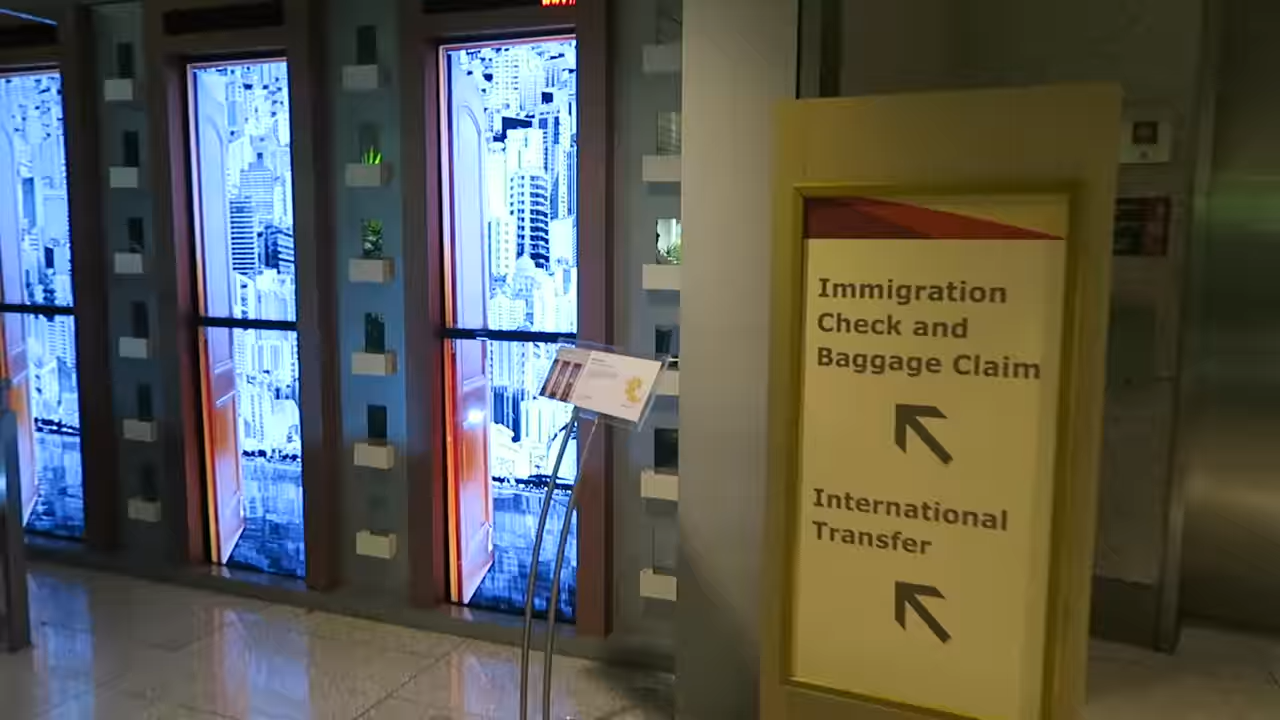 Immigration
Check and
Baggage Claim
International
Transfer